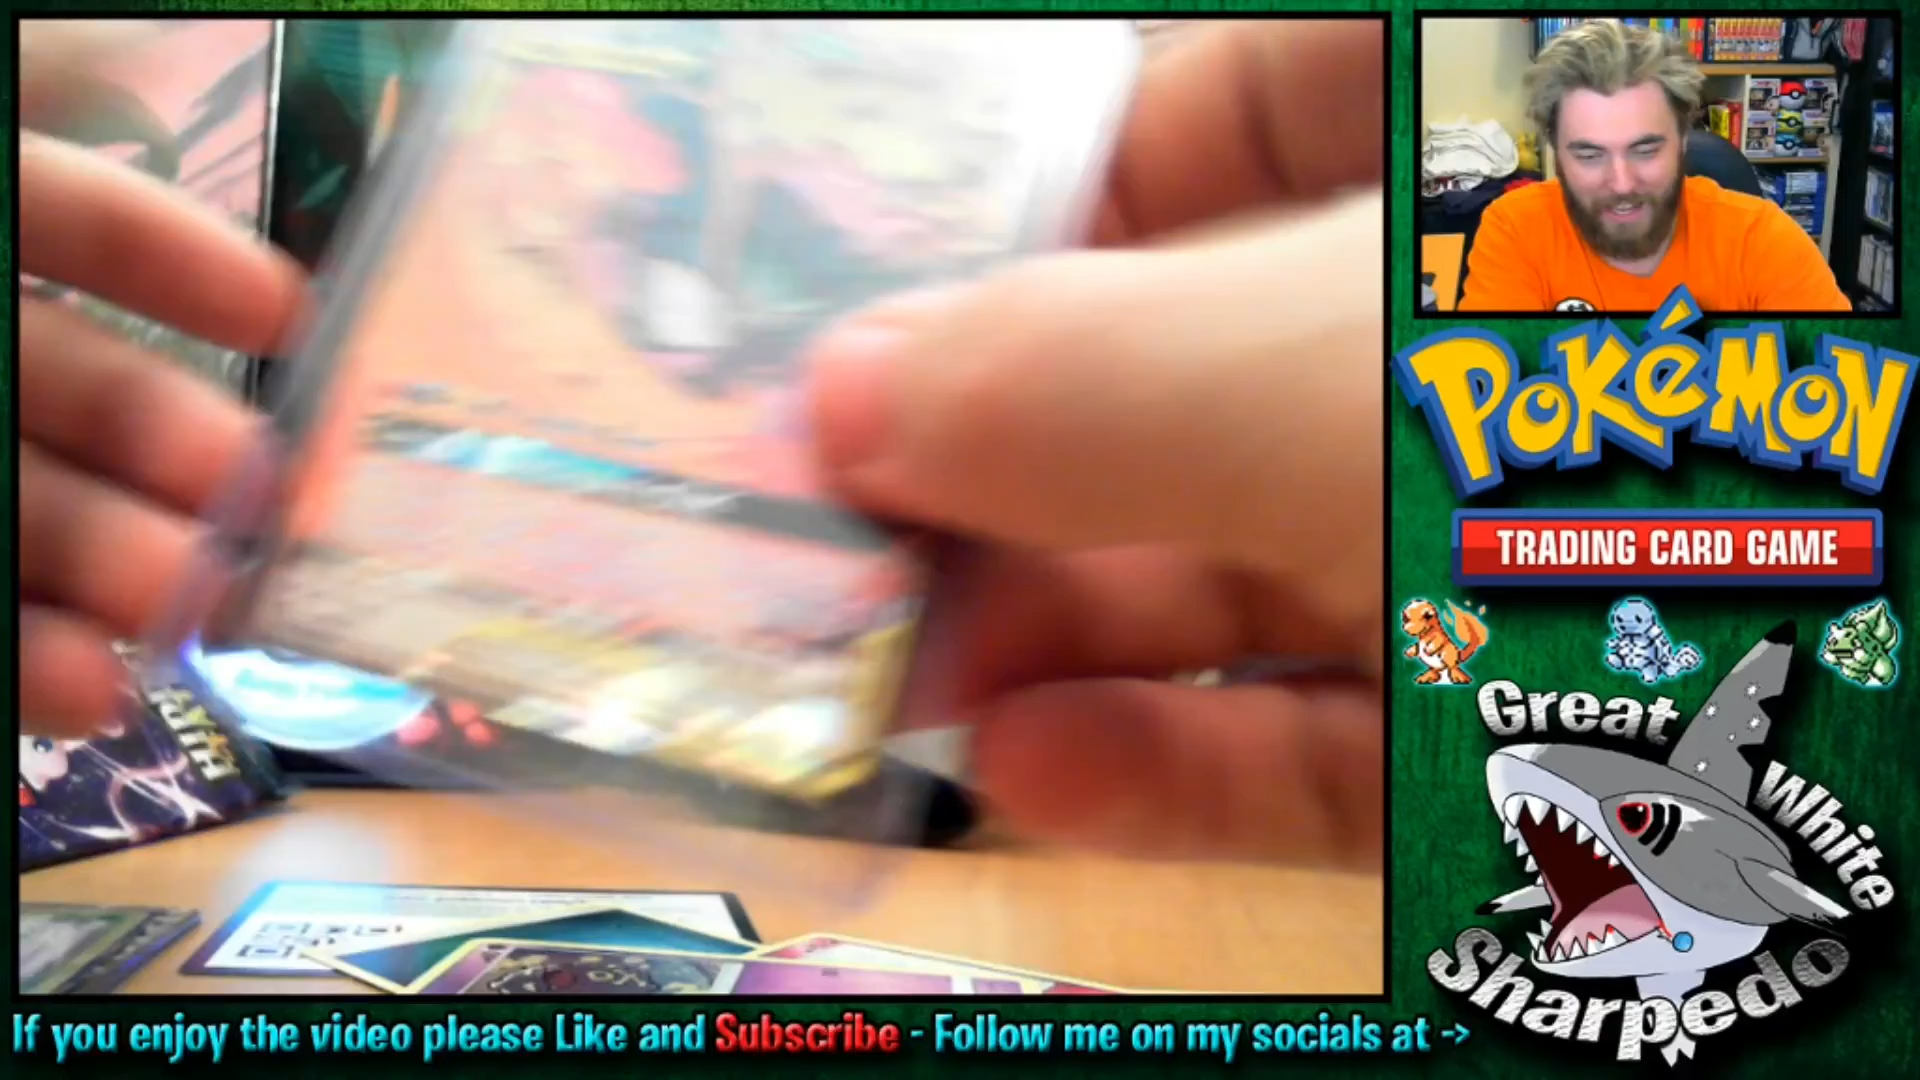 POKéMON
TRADING CARD GAME
Great
White
Sharpedo
If you enjoy the video please Like and Subscribe - Follow me on my socials at ->